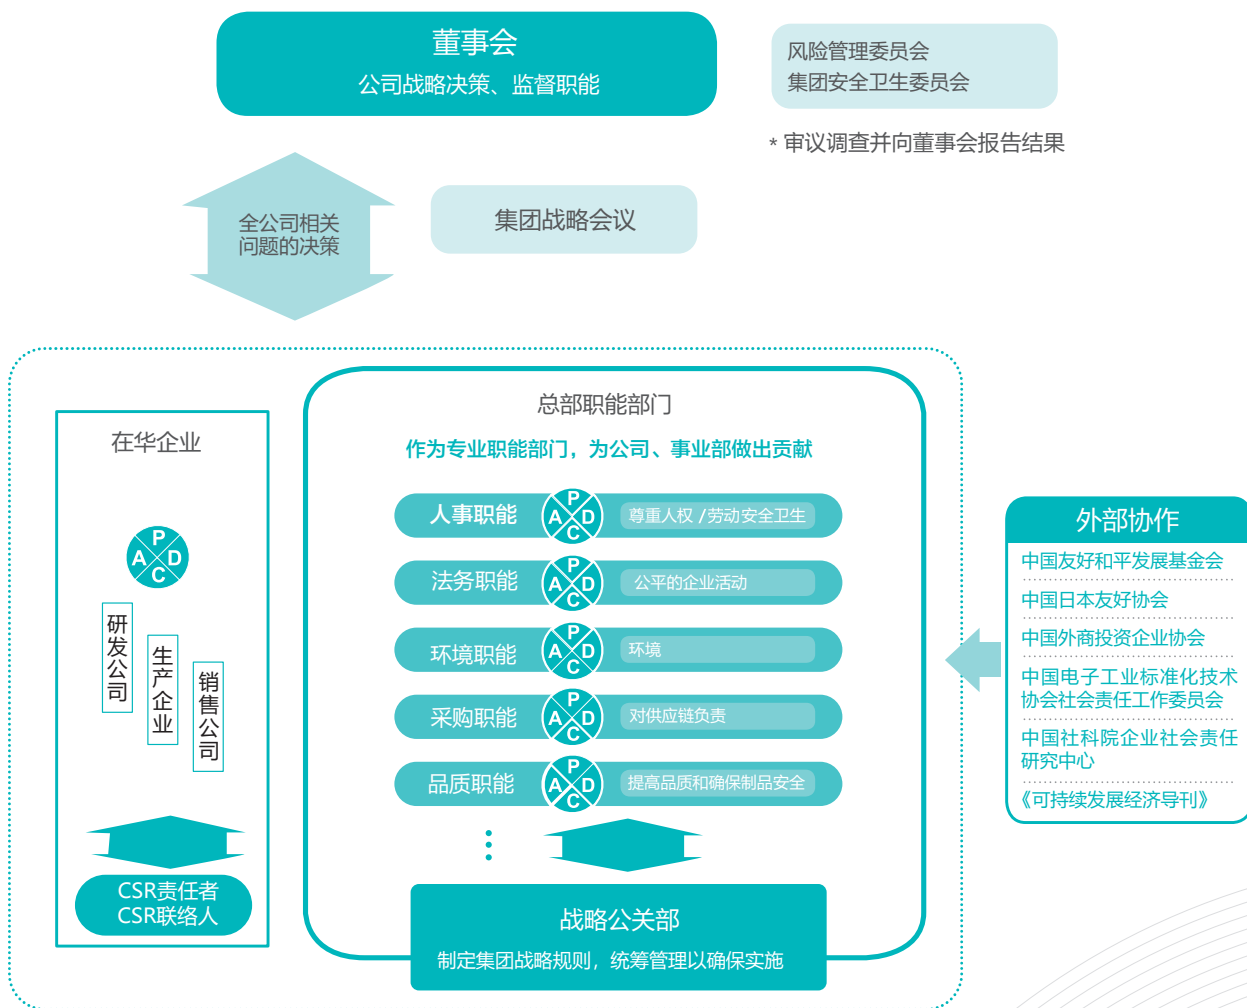 董事会
公司战略决策、监督职能
风险管理委员会
集团安全卫生委员会
* 审议调查并向董事会报告结果
全公司相关
问题的决策
集团战略会议
在华企业
P
A D
C
研发公司
生产企业
销售公司
CSR责任者
CSR联络人
总部职能部门
作为专业职能部门，为公司、事业部做出贡献
人事职能
P
A D
C
尊重人权 /劳动安全卫生
法务职能
P
A D
C
公平的企业活动
环境职能
P
A D
C
环境
采购职能
P
A D
C
对供应链负责
品质职能
P
A D
C
提高品质和确保制品安全
战略公关部
制定集团战略规则，统筹管理以确保实施
外部协作
中国友好和平发展基金会
中国日本友好协会
中国外商投资企业协会
中国电子工业标准化技术
协会社会责任工作委员会
中国社科院企业社会责任
研究中心
《可持续发展经济导刊》